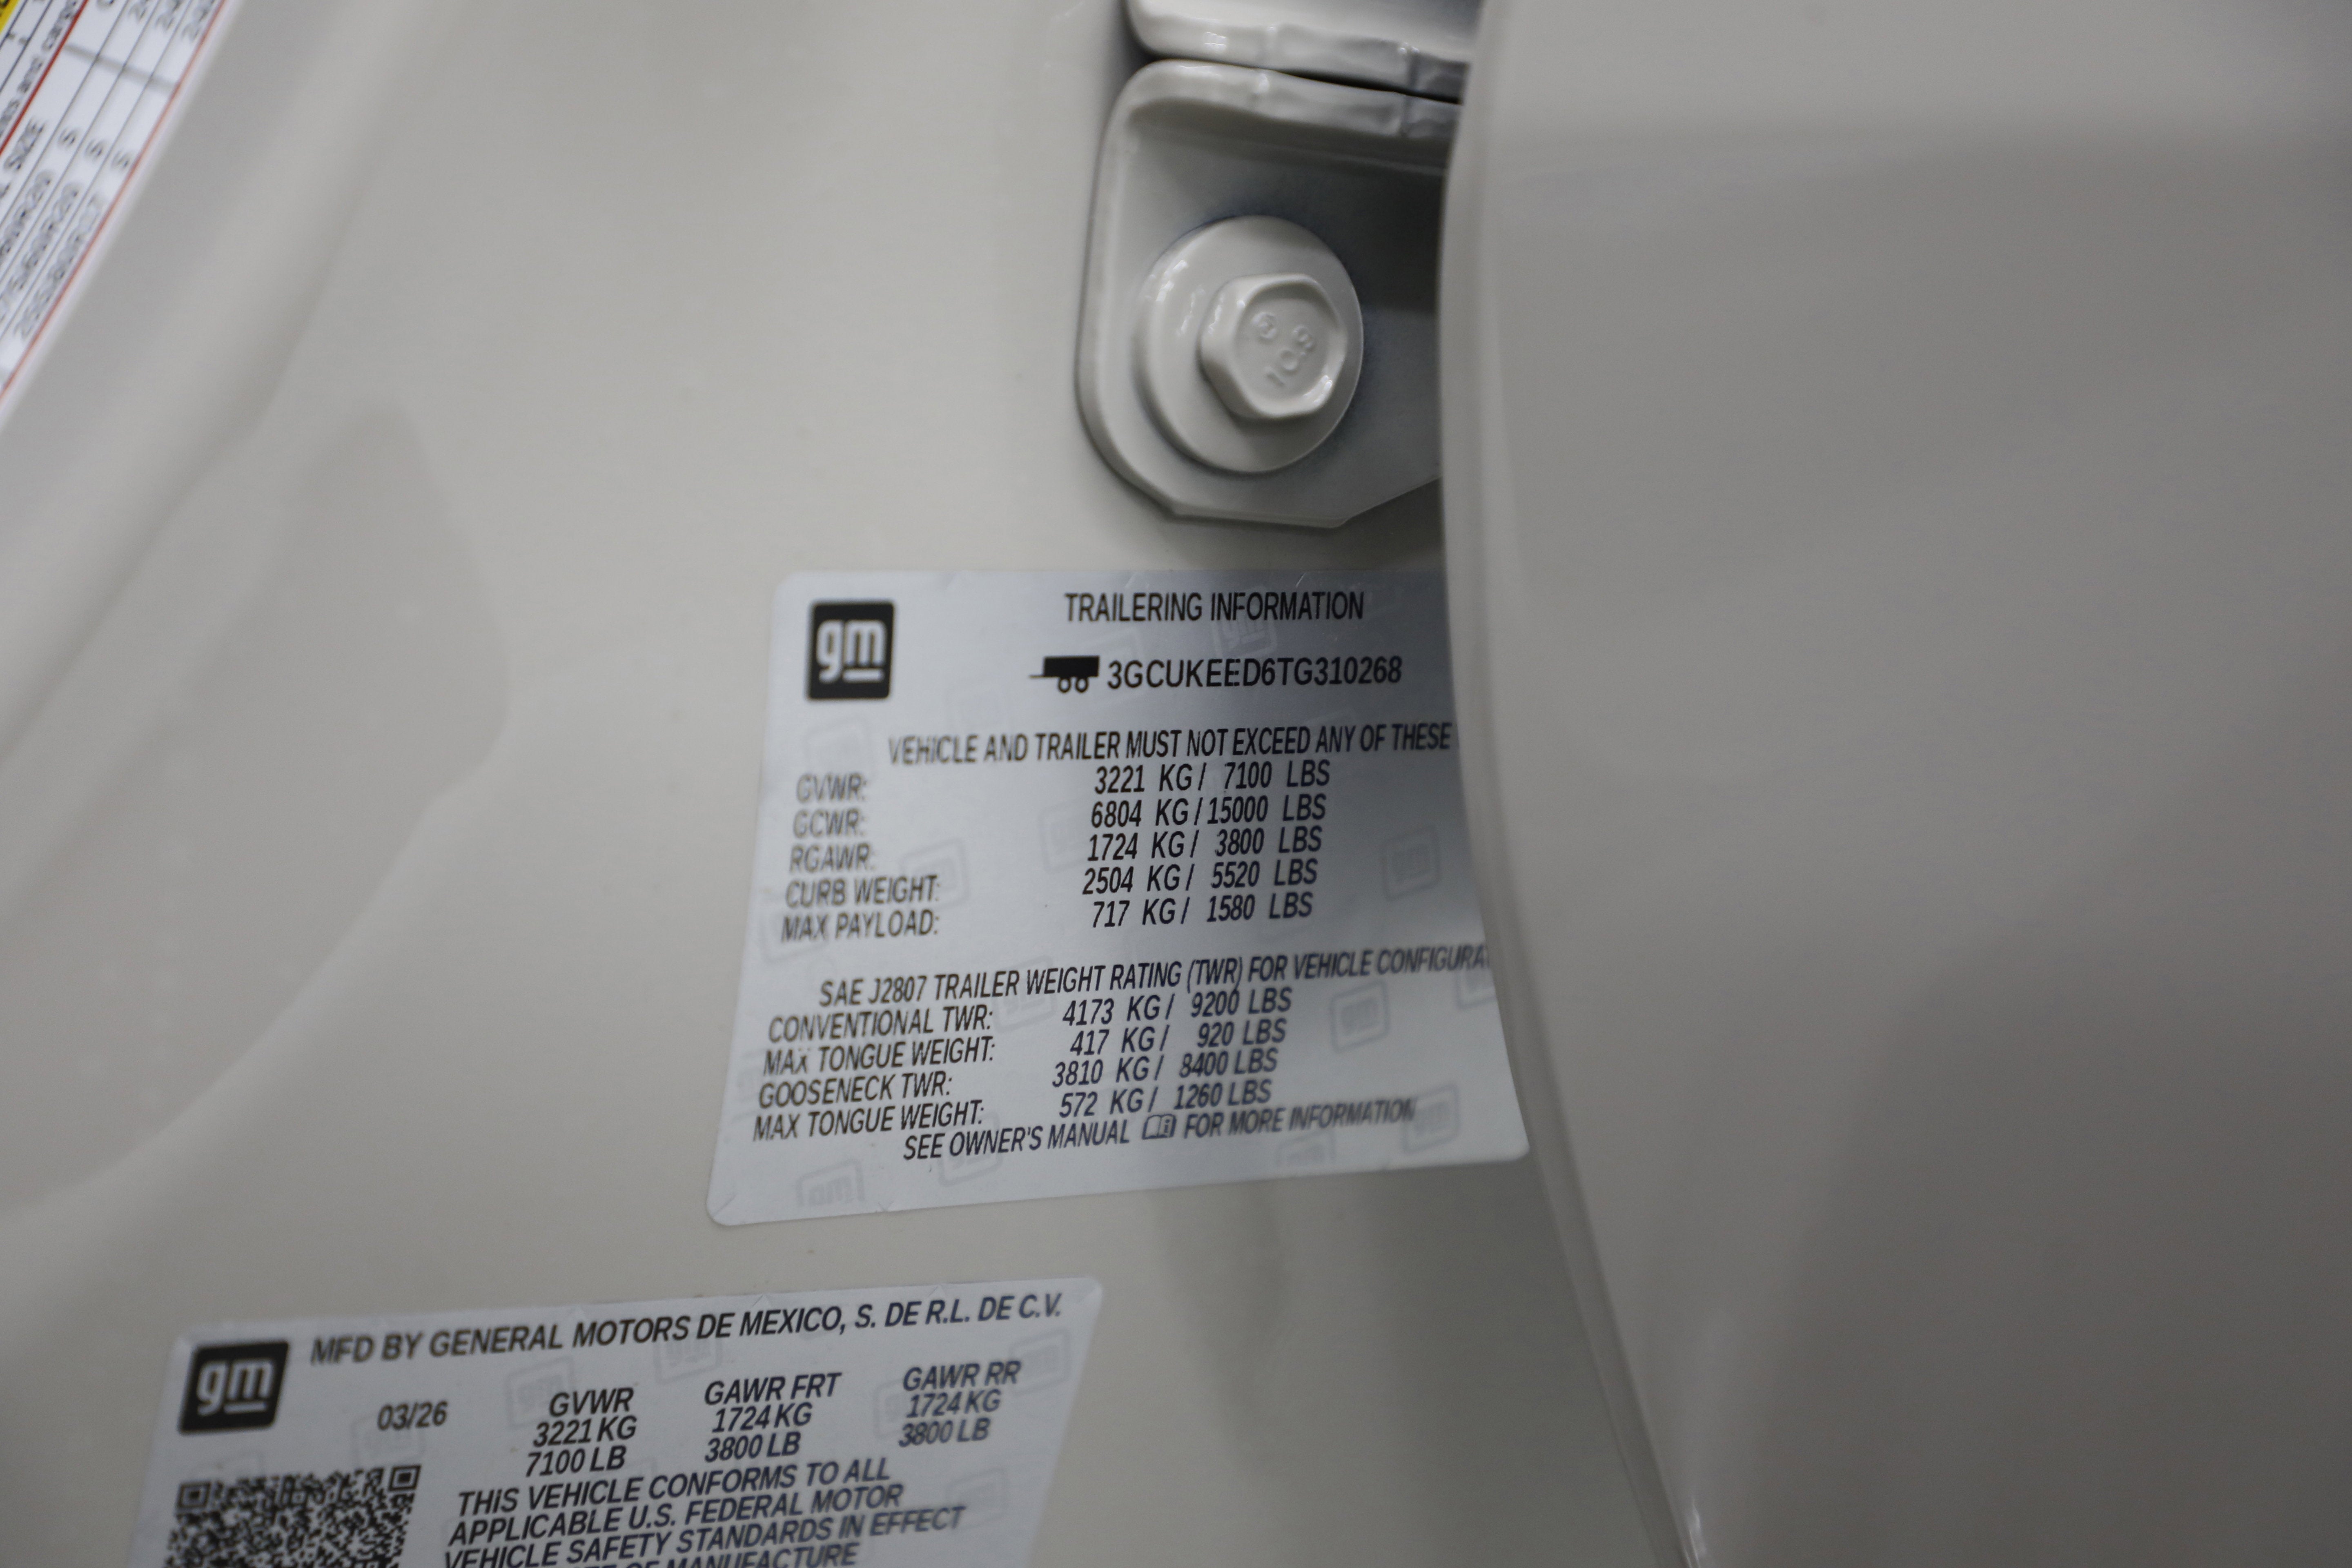 gm
TRAILERING INFORMATION
3GCUKEED6TG310268
VEHICLE AND TRAILER MUST NOT EXCEED ANY OF THESE
GVWR: 3221 KG/ 7100 LBS
GCWR: 6804 KG/15000 LBS
RGAWR: 1724 KG/ 3800 LBS
CURB WEIGHT: 2504 KG/ 5520 LBS
MAX PAYLOAD: 717 KG/ 1580 LBS
SAE J2807 TRAILER WEIGHT RATING (TWR) FOR VEHICLE CONFIGURA
CONVENTIONAL TWR: 4173 KG/ 9200 LBS
MAX TONGUE WEIGHT: 417 KG/ 920 LBS
GOOSENECK TWR: 3810 KG/ 8400 LBS
MAX TONGUE WEIGHT: 572 KG/ 1260 LBS
SEE OWNER'S MANUAL FOR MORE INFORMATION
gm
MFD BY GENERAL MOTORS DE MEXICO, S. DE R.L. DE C.V.
03/26 GVWR GAWR FRT GAWR RR
3221 KG 1724 KG 1724 KG
7100 LB 3800 LB 3800 LB
THIS VEHICLE CONFORMS TO ALL
APPLICABLE U.S. FEDERAL MOTOR
VEHICLE SAFETY STANDARDS IN EFFECT
OF MANUFACTURE